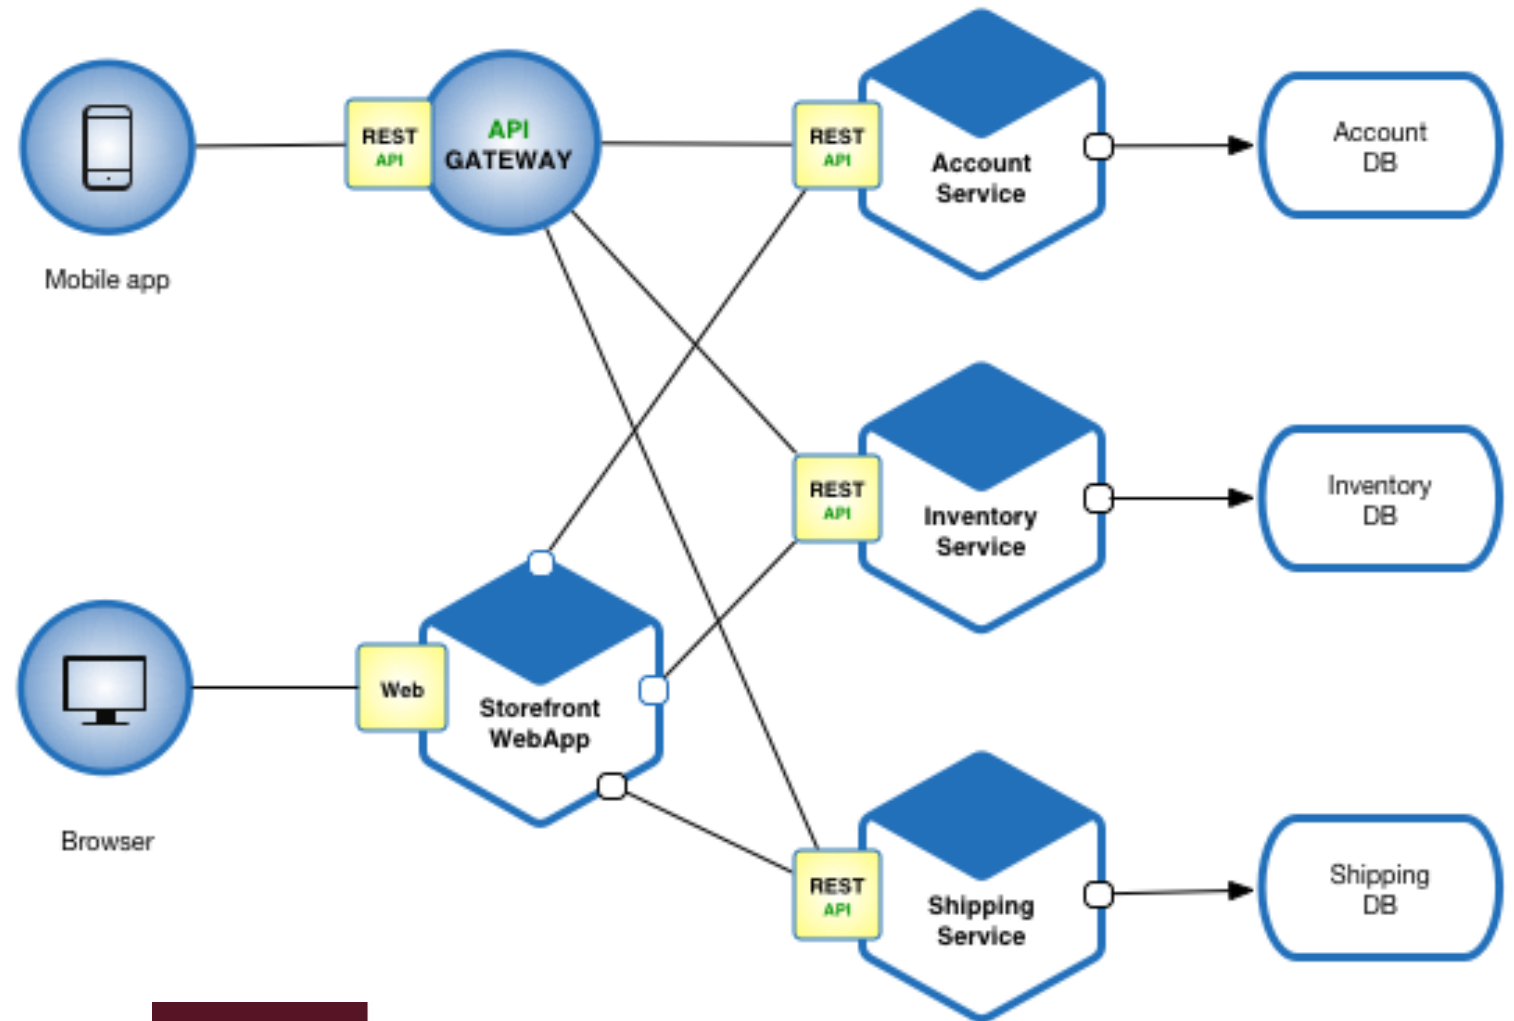 REST
API
API
GATEWAY
REST
API
Account
Service
Account
DB
Mobile app
REST
API
Inventory
Service
Inventory
DB
Web
Storefront
WebApp
Browser
REST
API
Shipping
Service
Shipping
DB